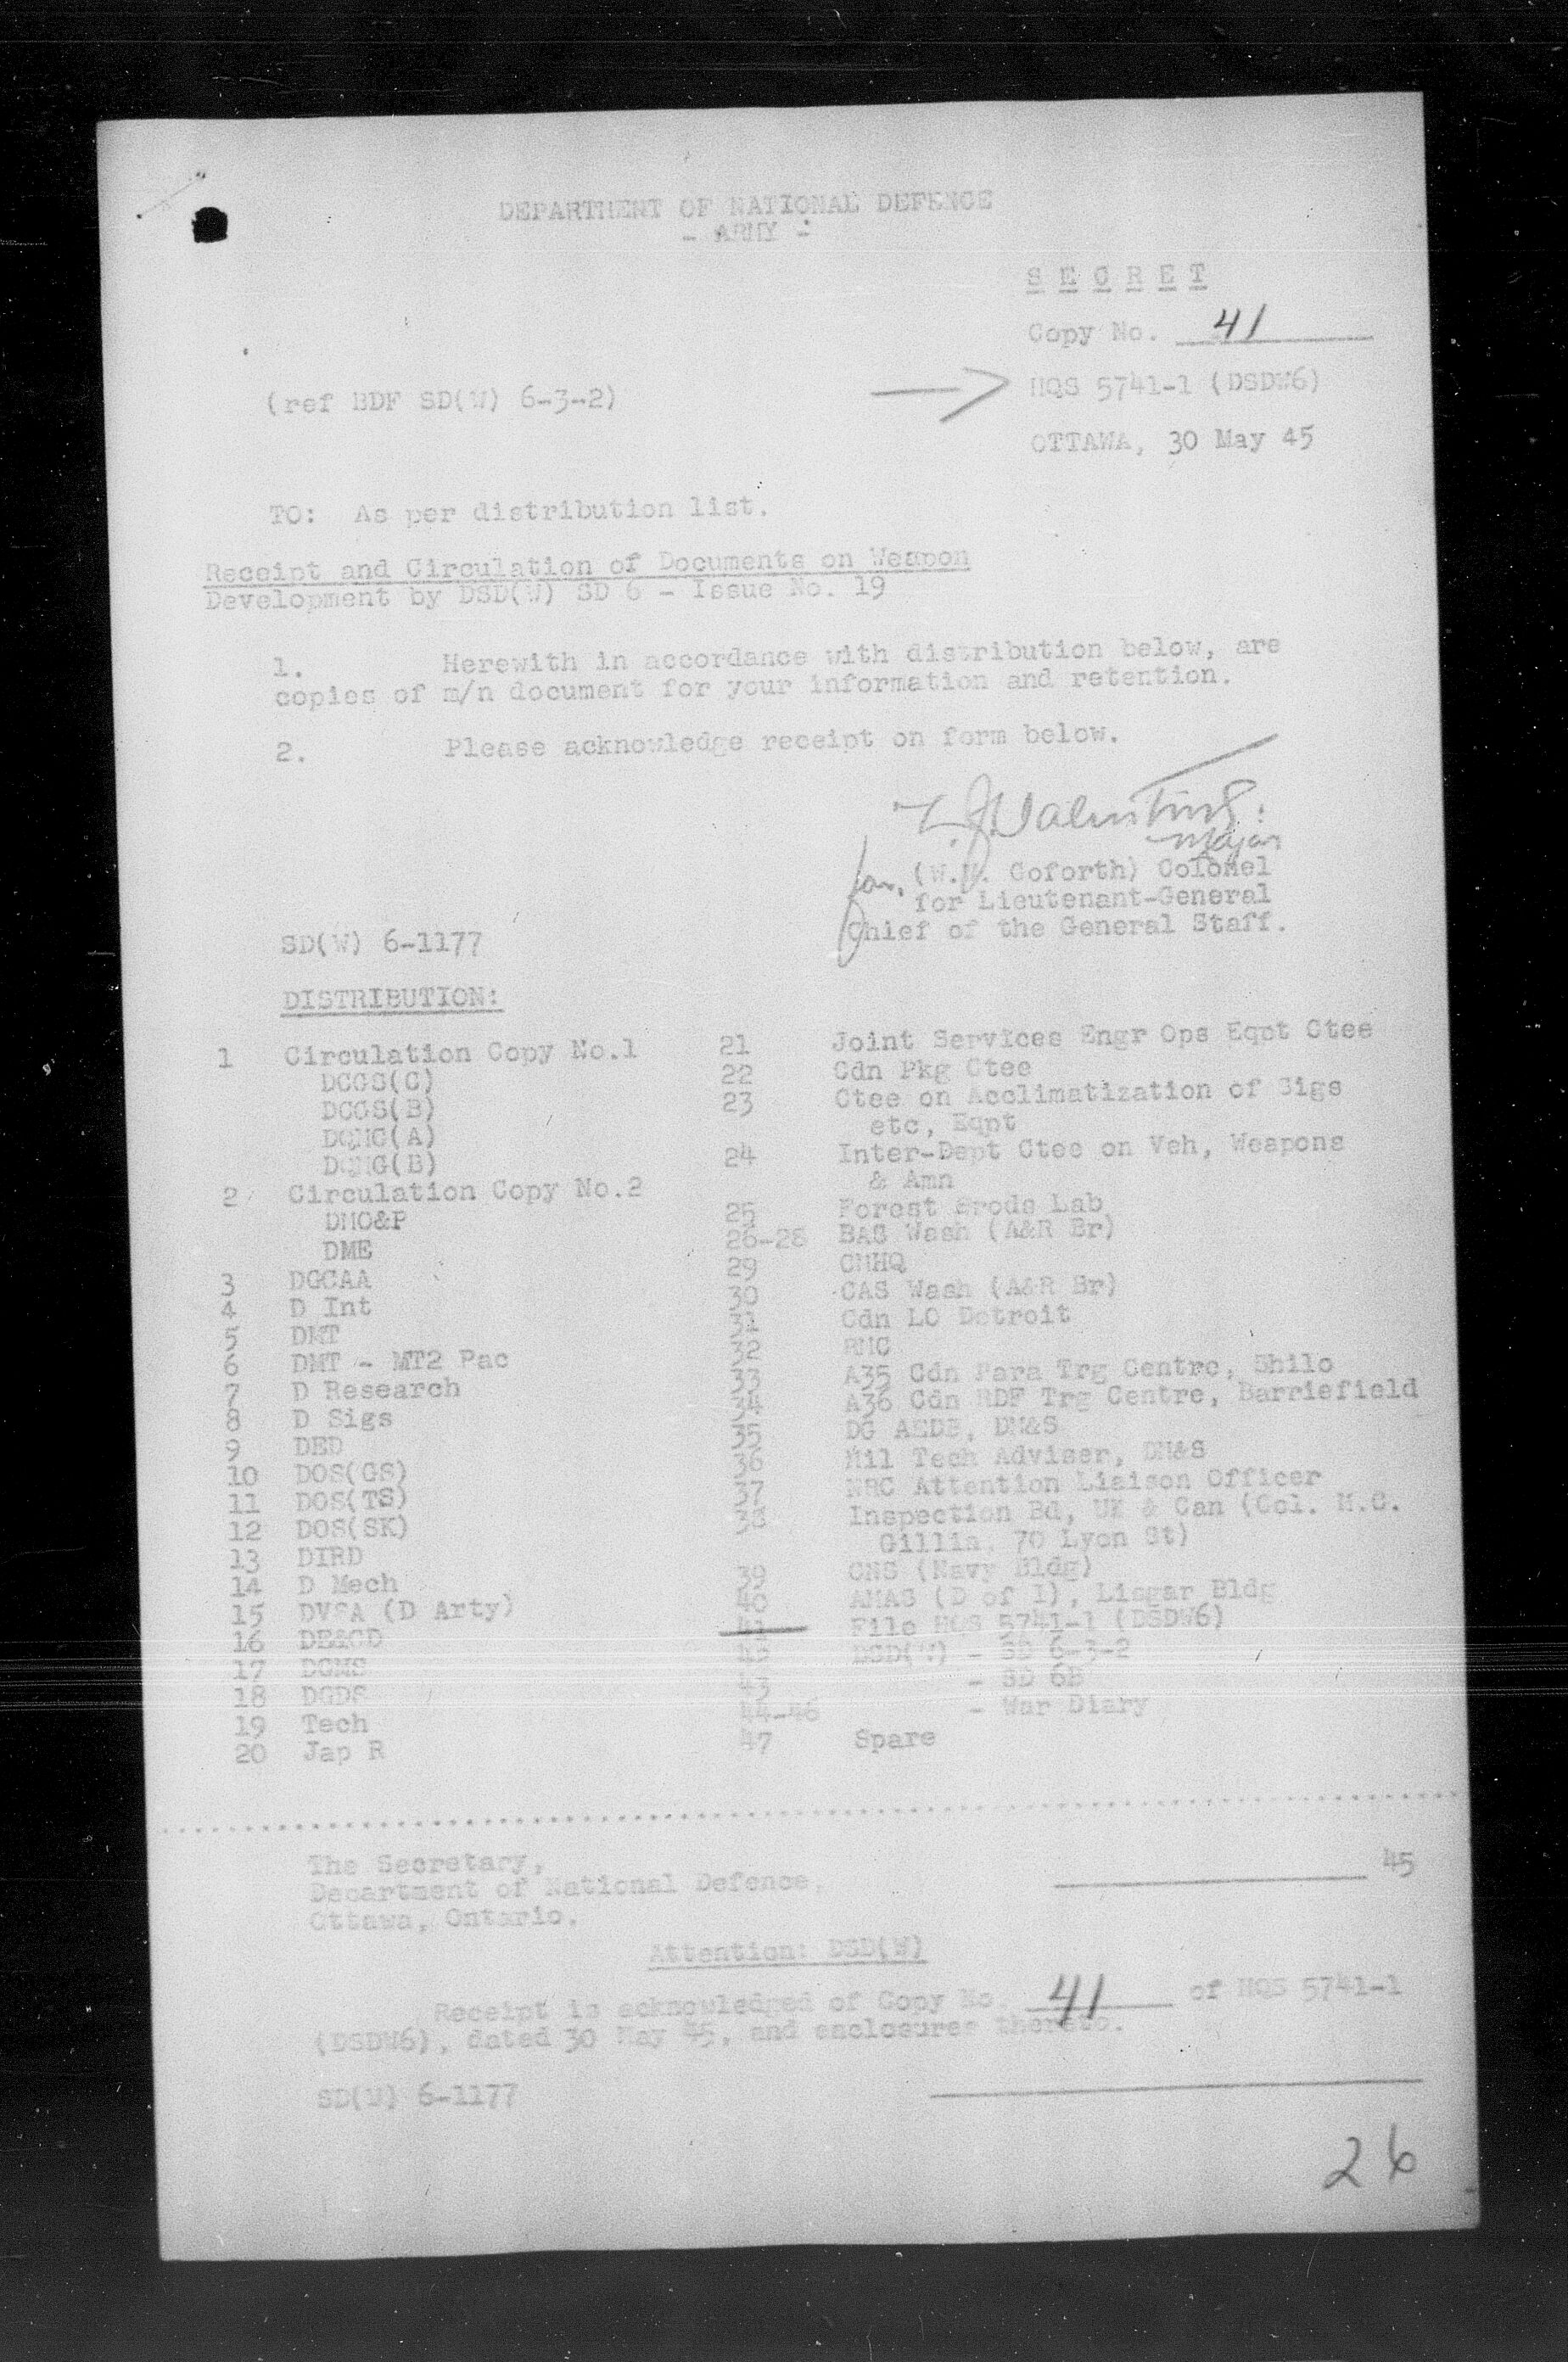 DEPARTMENT OF NATIONAL DEFENCE
- ARMY -
S E C R E T
Copy No. 41
(ref BDF SD(W) 6-3-2)
HQS 5741-1 (DSDW6)
OTTAWA, 30 May 45
TO: As per distribution list.
Receipt and Circulation of Documents on Weapon
Development by DSD(W) SD 6 - Issue No. 19
1. Herewith in accordance with distribution below, are
copies of m/n document for your information and retention.
2. Please acknowledge receipt on form below.
Major
for. (W.W. Goforth) Colonel
for Lieutenant-General
Chief of the General Staff.
SD(W) 6-1177
DISTRIBUTION:
1 Circulation Copy No.1
DCGS(C)
DCGS(B)
DQMG(A)
DQMG(B)
2 Circulation Copy No.2
DMO&P
DME
3 DGCAA
4 D Int
5 DMT
6 DMT - MT2 Pac
7 D Research
8 D Sigs
9 DED
10 DOS(GS)
11 DOS(TS)
12 DOS(SK)
13 DIRD
14 D Mech
15 DVSA (D Arty)
16 DE&CD
17 DGMS
18 DGDS
19 Tech
20 Jap R
21 Joint Services Engr Ops Eqpt Ctee
22 Cdn Pkg Ctee
23 Ctee on Acclimatization of Sigs
etc, Eqpt
24 Inter-Dept Ctee on Veh, Weapons
& Amn
25 Forest Prods Lab
26-28 BAS Wash (A&R Br)
29 CMHQ
30 CAS Wash (A&R Br)
31 Cdn LO Detroit
32 RMC
33 A35 Cdn Para Trg Centre, Shilo
34 A36 Cdn RDF Trg Centre, Barriefield
35 DG AEDB, DM&S
36 Mil Tech Adviser, DM&S
37 NRC Attention Liaison Officer
38 Inspection Bd, UK & Can (Col. H.C.
Gillis, 70 Lyon St)
39 CNS (Navy Bldg)
40 AMAS (D of I), Lisgar Bldg
41 File HQS 5741-1 (DSDW6)
42 DSD(W) - SD 6-3-2
43 - SD 6B
44-46 - War Diary
47 Spare
The Secretary,
Department of National Defence,
Ottawa, Ontario.
45
Attention: DSD(W)
Receipt is acknowledged of Copy No. 41 of HQS 5741-1
(DSDW6), dated 30 May 45, and enclosures thereto.
SD(W) 6-1177
26